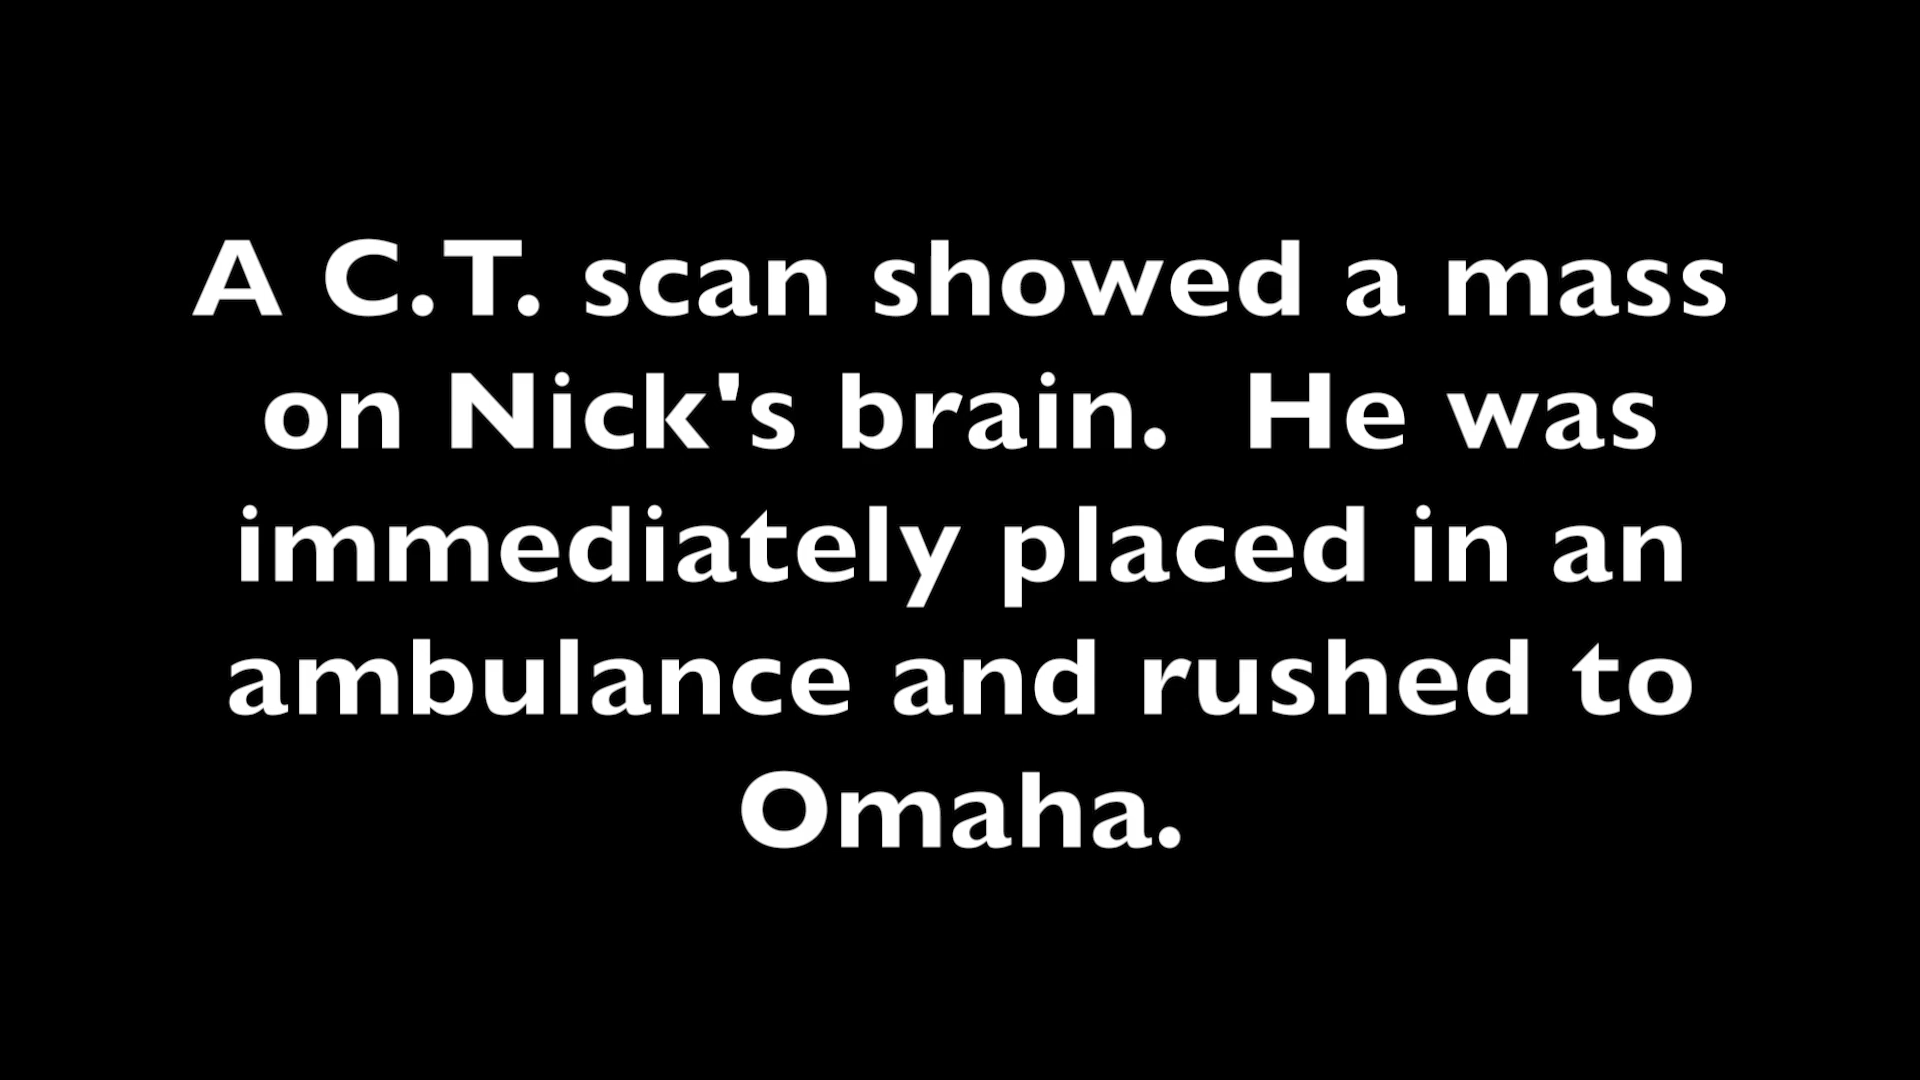 A C.T. scan showed a mass
on Nick's brain.  He was
immediately placed in an
ambulance and rushed to
Omaha.